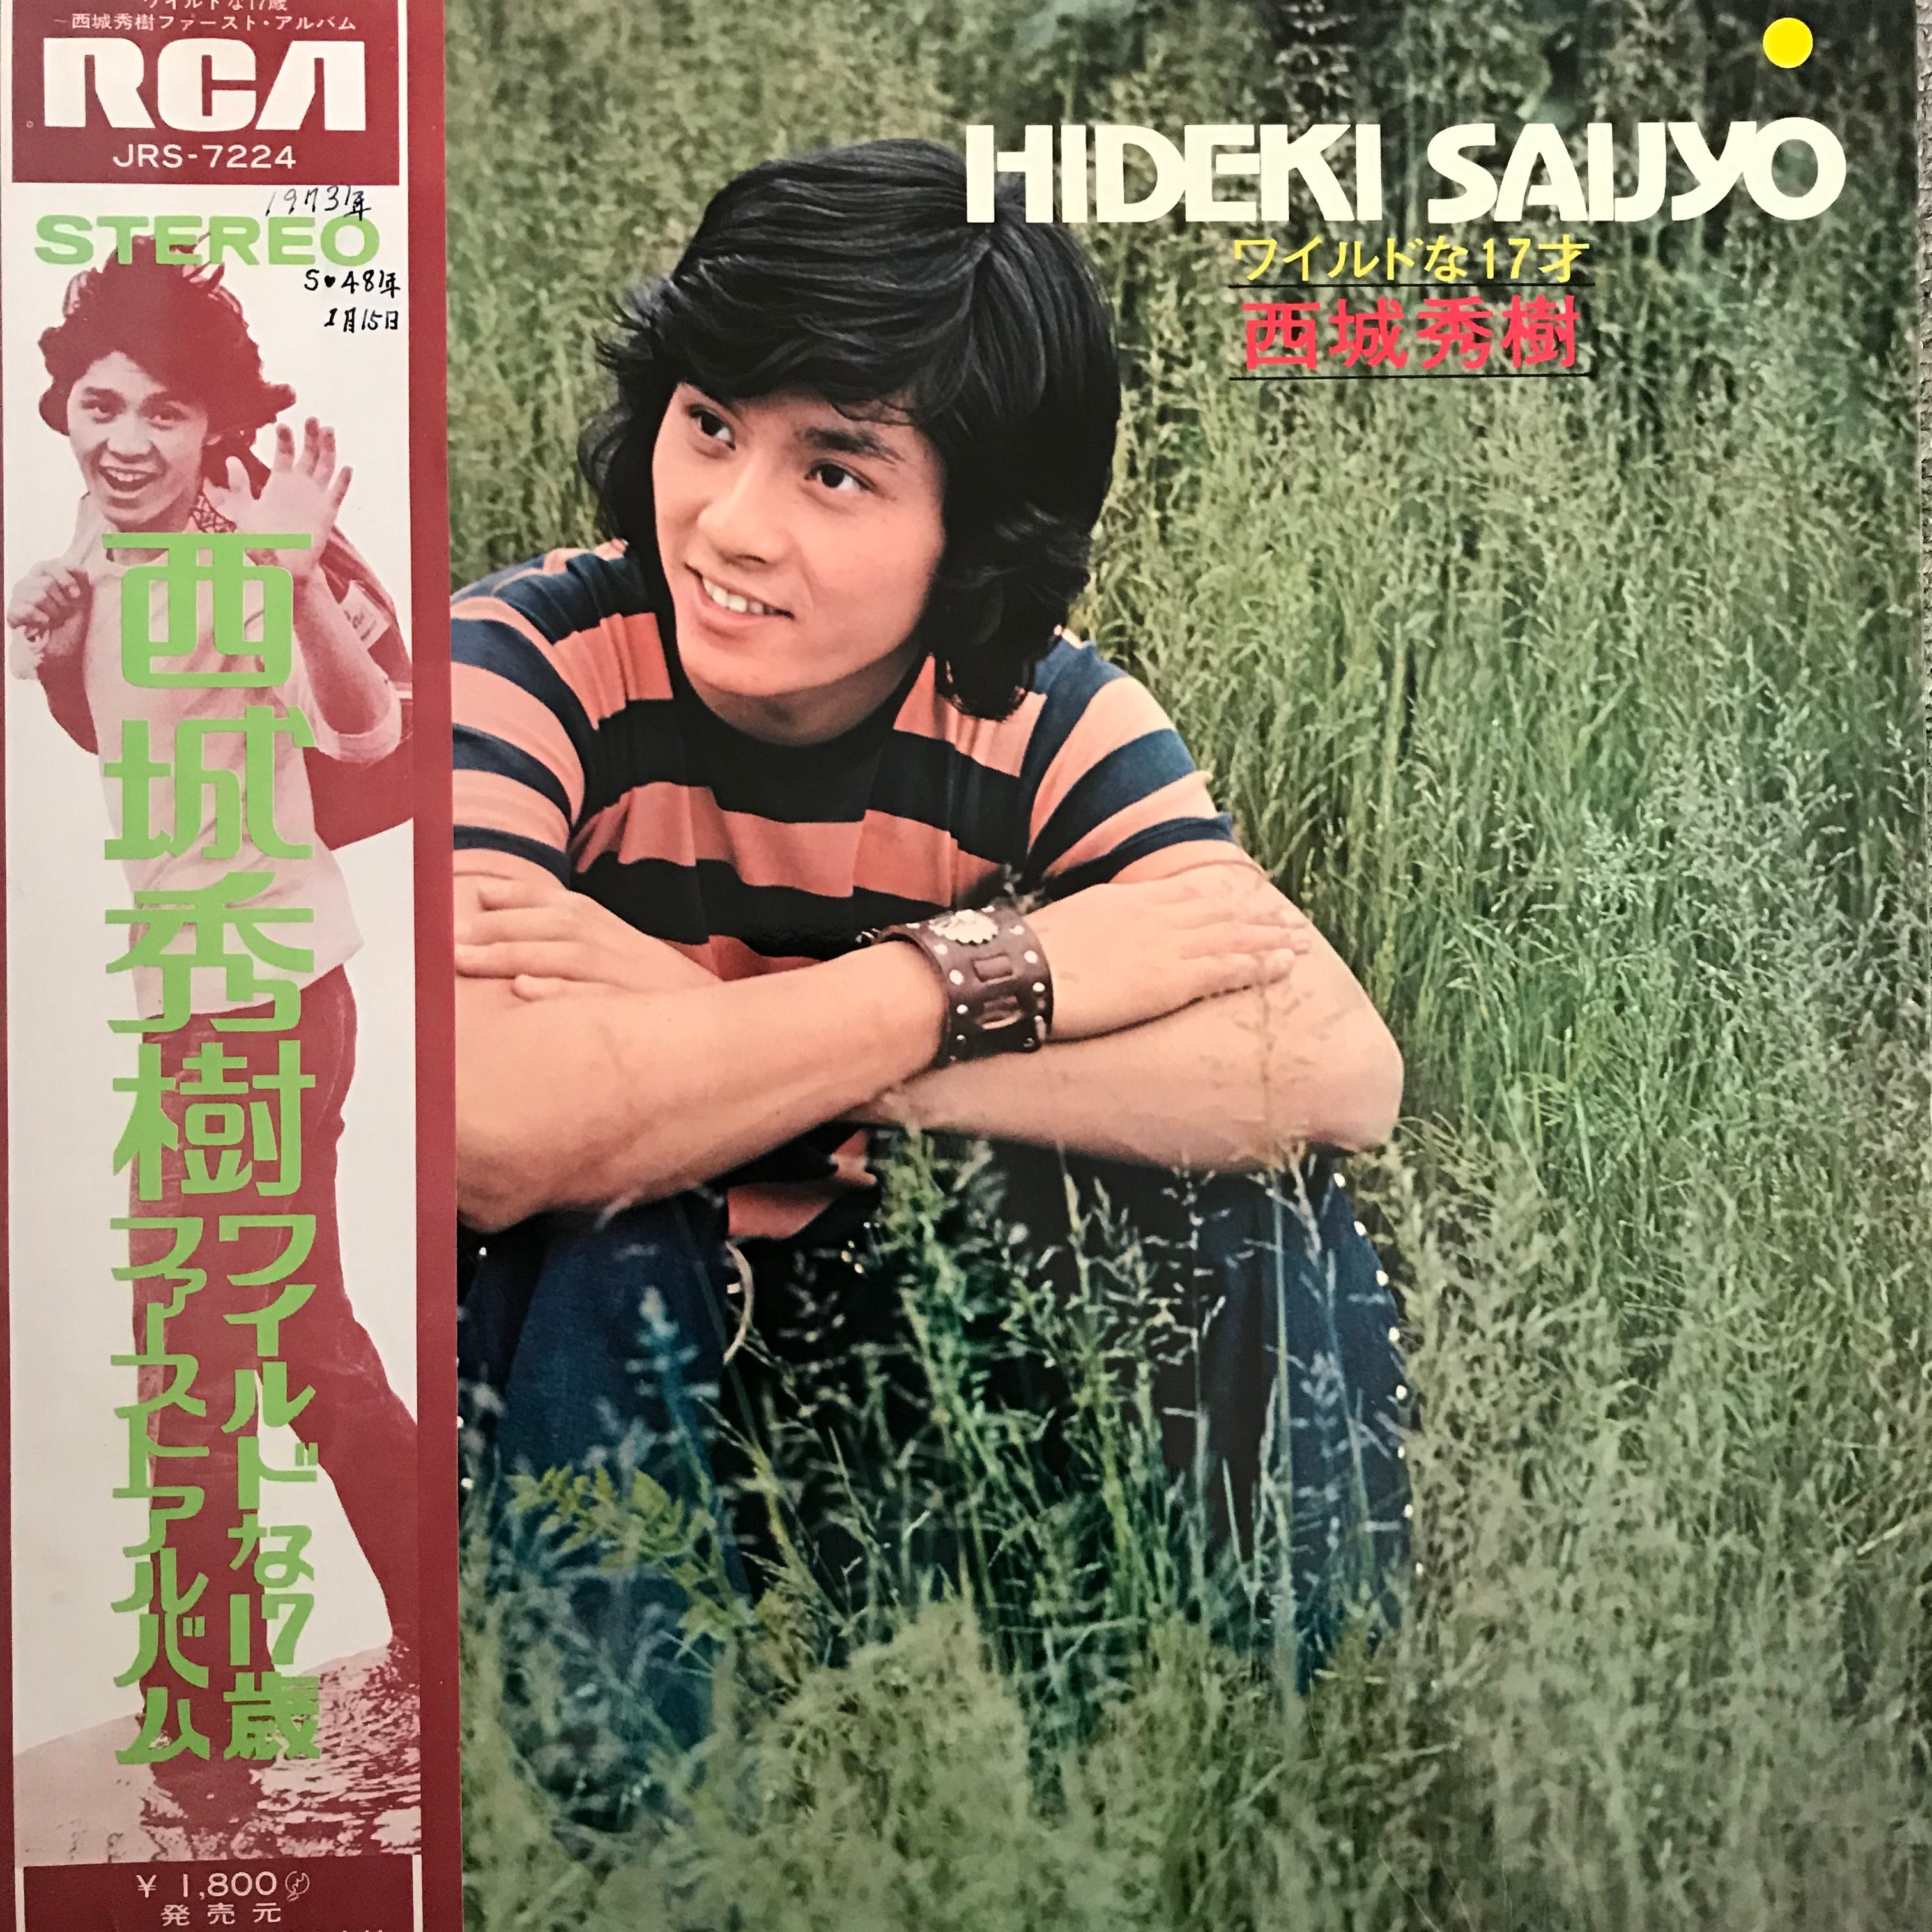 ワイルドな17歳
~西城秀樹ファースト・アルバム
RCA
JRS-7224
1973年
STEREO
S♥48年
1月15日
西城秀樹
ワイルドな17歳
ファーストアルバム
¥ 1,800
発売元
HIDEKI SAIJYO
ワイルドな17才
西城秀樹